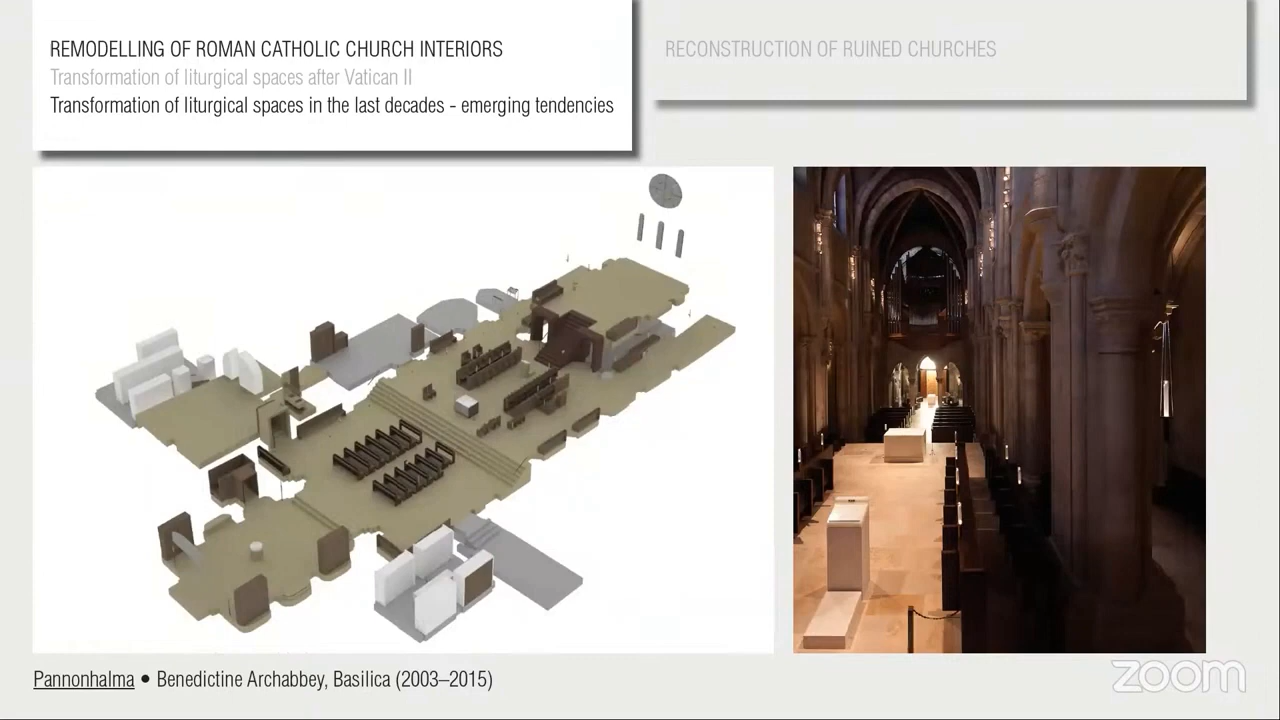 REMODELLING OF ROMAN CATHOLIC CHURCH INTERIORS
Transformation of liturgical spaces after Vatican II
Transformation of liturgical spaces in the last decades - emerging tendencies
RECONSTRUCTION OF RUINED CHURCHES
Pannonhalma • Benedictine Archabbey, Basilica (2003–2015)
zoom